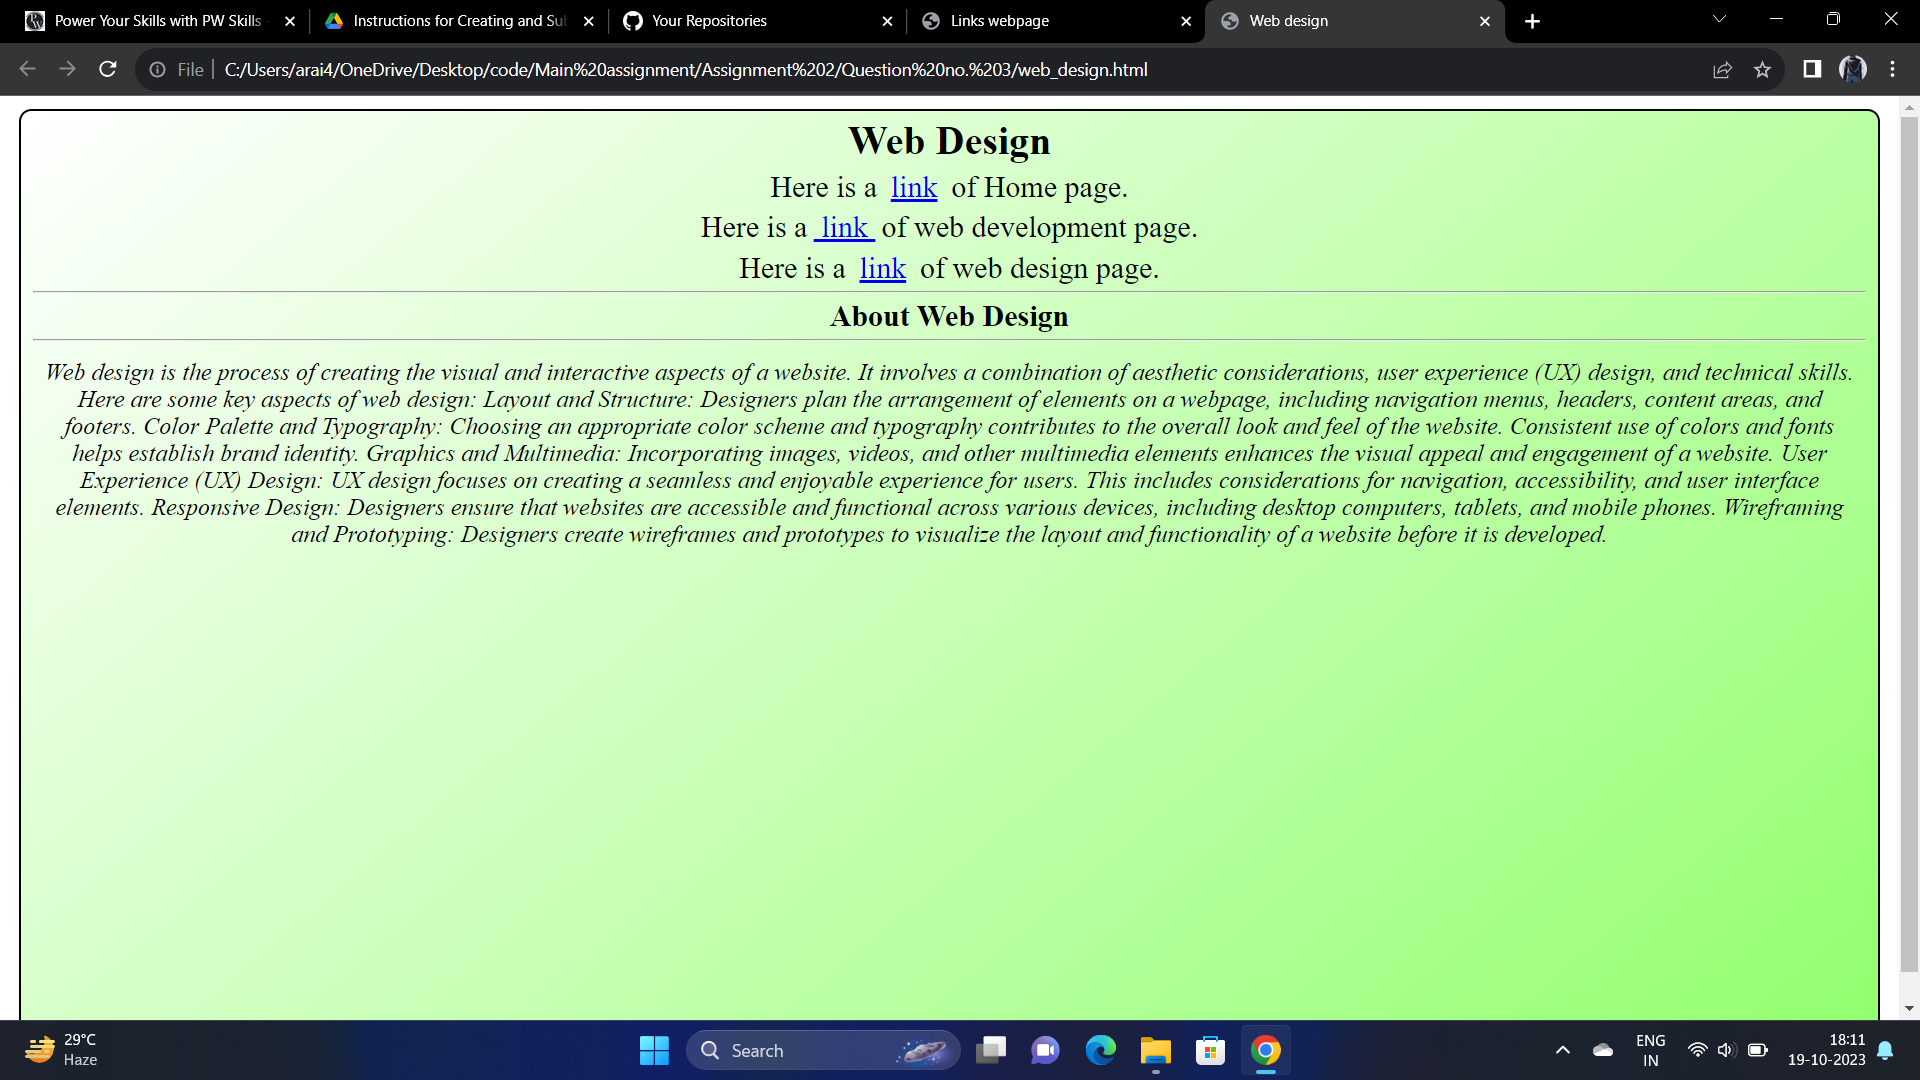 Power Your Skills with PW Skills
Instructions for Creating and Sub
Your Repositories
Links webpage
Web design
File
C:/Users/arai4/OneDrive/Desktop/code/Main%20assignment/Assignment%202/Question%20no.%203/web_design.html
Web Design
Here is a link of Home page.
Here is a link of web development page.
Here is a link of web design page.
About Web Design
Web design is the process of creating the visual and interactive aspects of a website. It involves a combination of aesthetic considerations, user experience (UX) design, and technical skills.
Here are some key aspects of web design: Layout and Structure: Designers plan the arrangement of elements on a webpage, including navigation menus, headers, content areas, and
footers. Color Palette and Typography: Choosing an appropriate color scheme and typography contributes to the overall look and feel of the website. Consistent use of colors and fonts
helps establish brand identity. Graphics and Multimedia: Incorporating images, videos, and other multimedia elements enhances the visual appeal and engagement of a website. User
Experience (UX) Design: UX design focuses on creating a seamless and enjoyable experience for users. This includes considerations for navigation, accessibility, and user interface
elements. Responsive Design: Designers ensure that websites are accessible and functional across various devices, including desktop computers, tablets, and mobile phones. Wireframing
and Prototyping: Designers create wireframes and prototypes to visualize the layout and functionality of a website before it is developed.
29°C
Haze
Search
ENG
IN
18:11
19-10-2023